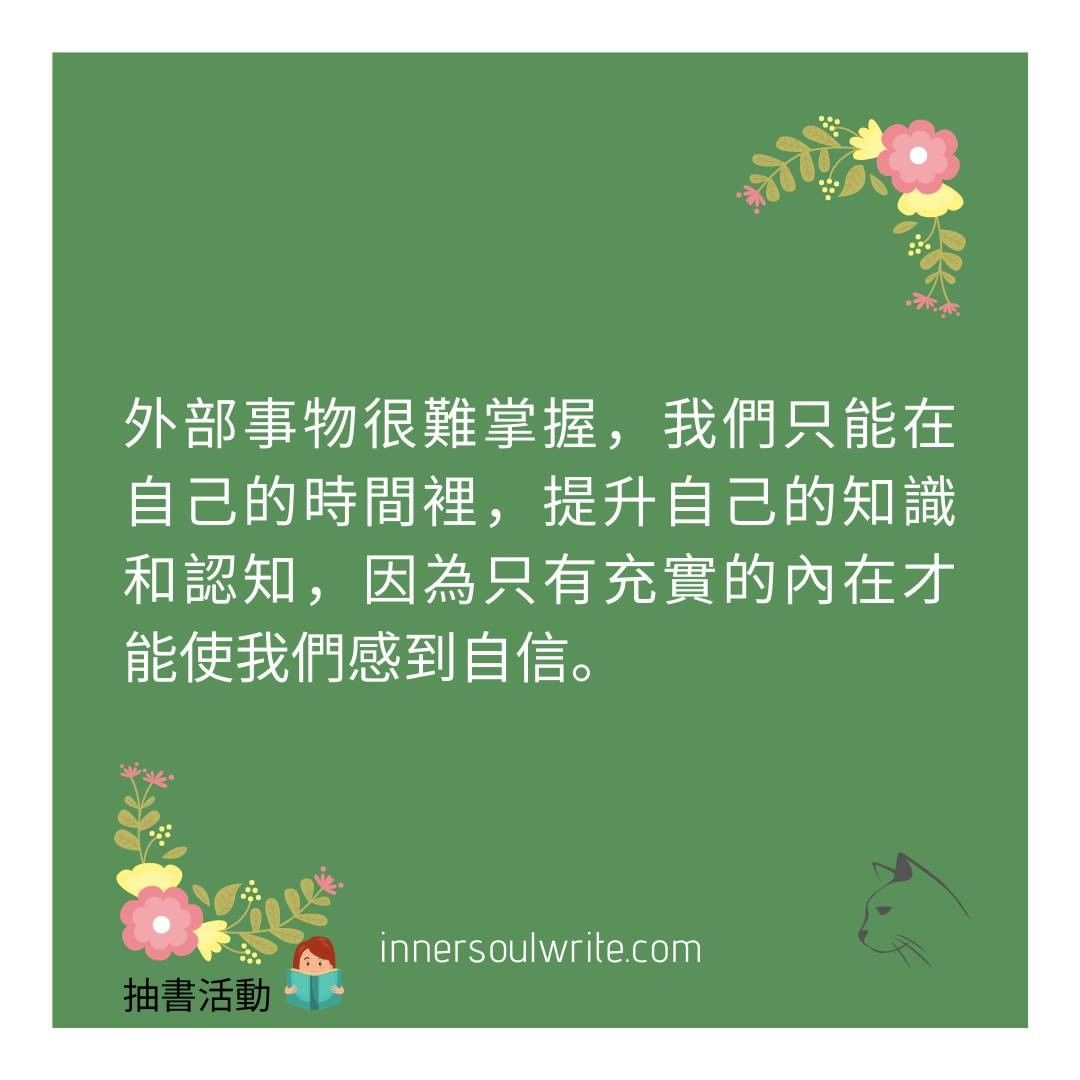 外部事物很難掌握，我們只能在
自己的時間裡，提升自己的知識
和認知，因為只有充實的內在才
能使我們感到自信。
innersoulwrite.com
抽書活動